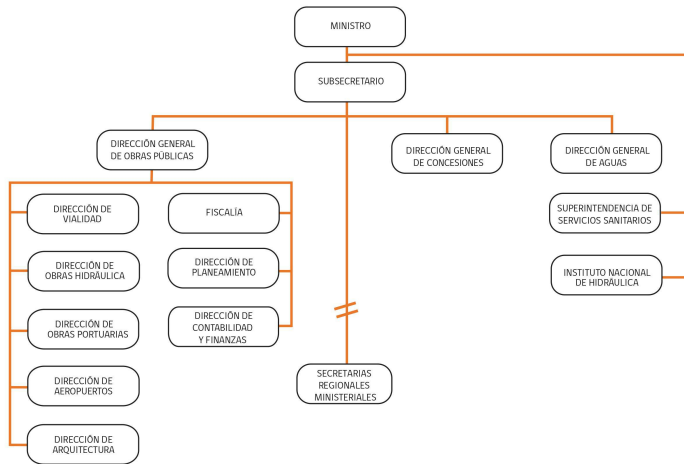 MINISTRO
SUBSECRETARIO
DIRECCIÓN GENERAL
DE OBRAS PÚBLICAS
DIRECCIÓN GENERAL
DE CONCESIONES
DIRECCIÓN GENERAL
DE AGUAS
DIRECCIÓN DE
VIALIDAD
FISCALÍA
SUPERINTENDENCIA DE
SERVICIOS SANITARIOS
DIRECCIÓN DE
OBRAS HIDRÁULICA
DIRECCIÓN DE
PLANEAMIENTO
INSTITUTO NACIONAL
DE HIDRÁULICA
DIRECCIÓN DE
OBRAS PORTUARIAS
DIRECCIÓN DE
CONTABILIDAD
Y FINANZAS
DIRECCIÓN DE
AEROPUERTOS
SECRETARIAS
REGIONALES
MINISTERIALES
DIRECCIÓN DE
ARQUITECTURA